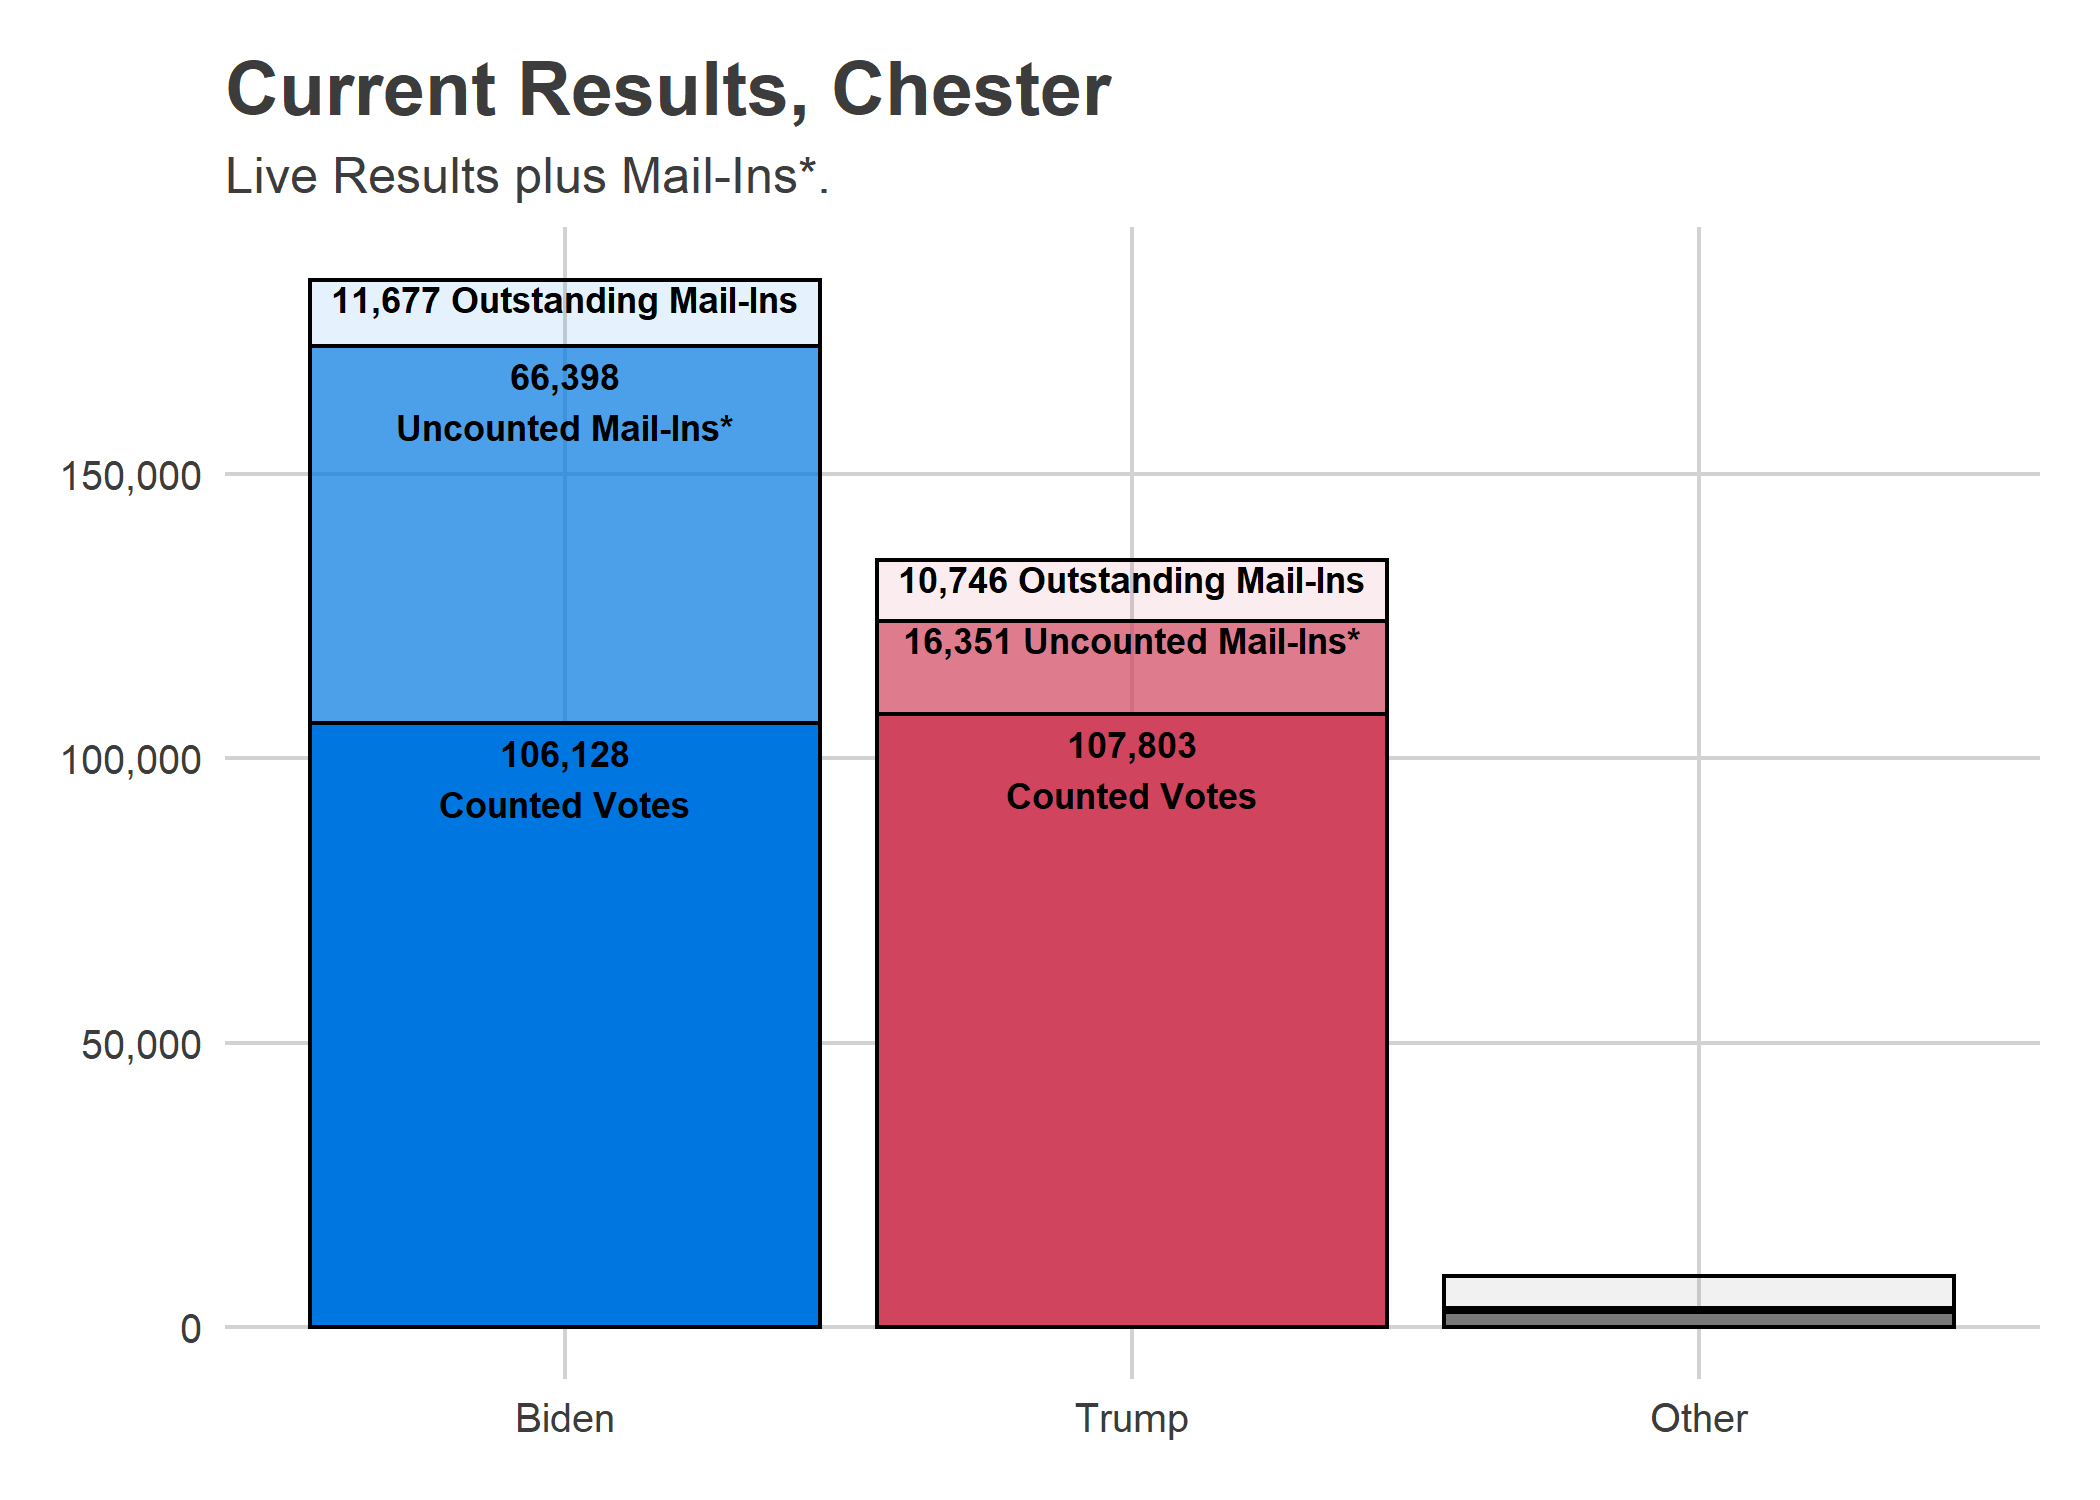 Current Results, Chester
Live Results plus Mail-Ins*.
11,677 Outstanding Mail-Ins
66,398
Uncounted Mail-Ins*
150,000
10,746 Outstanding Mail-Ins
16,351 Uncounted Mail-Ins*
106,128
Counted Votes
107,803
Counted Votes
100,000
50,000
0
Biden
Trump
Other